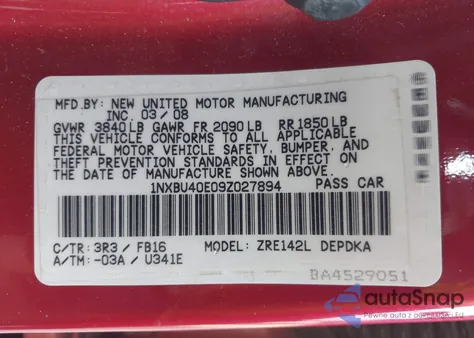 MFD.BY: NEW UNITED MOTOR MANUFACTURING
INC. 03 / 08
GVWR 3840LB GAWR FR 2090LB RR1850LB
THIS VEHICLE CONFORMS TO ALL APPLICABLE
FEDERAL MOTOR VEHICLE SAFETY, BUMPER, AND
THEFT PREVENTION STANDARDS IN EFFECT ON
THE DATE OF MANUFACTURE SHOWN ABOVE.
1NXBU40E09Z027894 PASS CAR
C/TR: 3R3 / FB16 MODEL: ZRE142L DEPDKA
A/TM: -03A / U341E
BA4529051
autoSnap
Pewne auta z